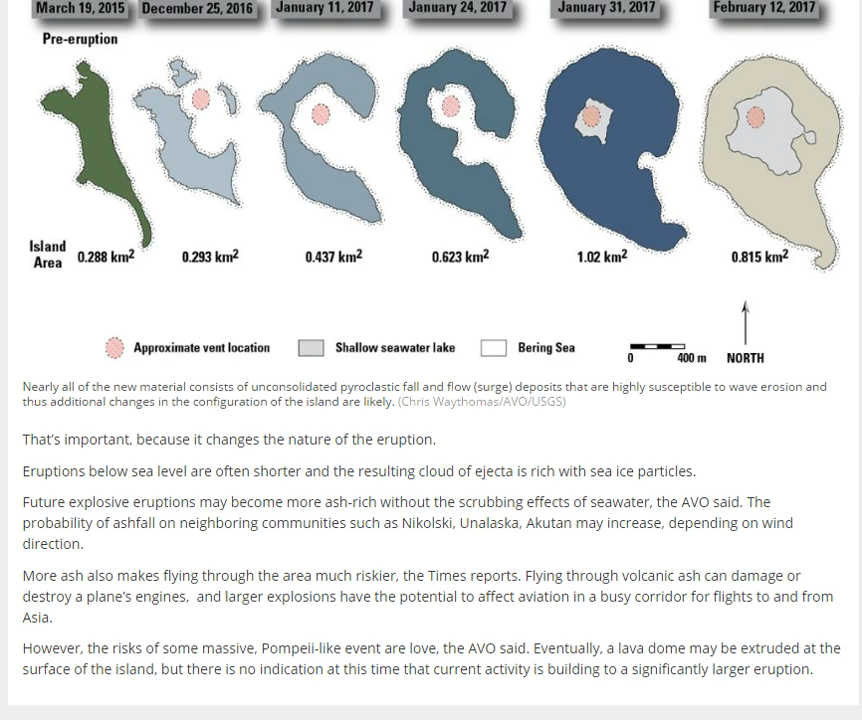 March 19, 2015 December 25, 2016 January 11, 2017 January 24, 2017 January 31, 2017 February 12, 2017
Pre-eruption
Island Area 0.288 km² 0.293 km² 0.437 km² 0.623 km² 1.02 km² 0.815 km²
Approximate vent location Shallow seawater lake Bering Sea 0 400 m NORTH
Nearly all of the new material consists of unconsolidated pyroclastic fall and flow (surge) deposits that are highly susceptible to wave erosion and
thus additional changes in the configuration of the island are likely. (Chris Waythomas/AVO/USGS)
That's important, because it changes the nature of the eruption.
Eruptions below sea level are often shorter and the resulting cloud of ejecta is rich with sea ice particles.
Future explosive eruptions may become more ash-rich without the scrubbing effects of seawater, the AVO said. The
probability of ashfall on neighboring communities such as Nikolski, Unalaska, Akutan may increase, depending on wind
direction.
More ash also makes flying through the area much riskier, the Times reports. Flying through volcanic ash can damage or
destroy a plane's engines, and larger explosions have the potential to affect aviation in a busy corridor for flights to and from
Asia.
However, the risks of some massive, Pompeii-like event are love, the AVO said. Eventually, a lava dome may be extruded at the
surface of the island, but there is no indication at this time that current activity is building to a significantly larger eruption.